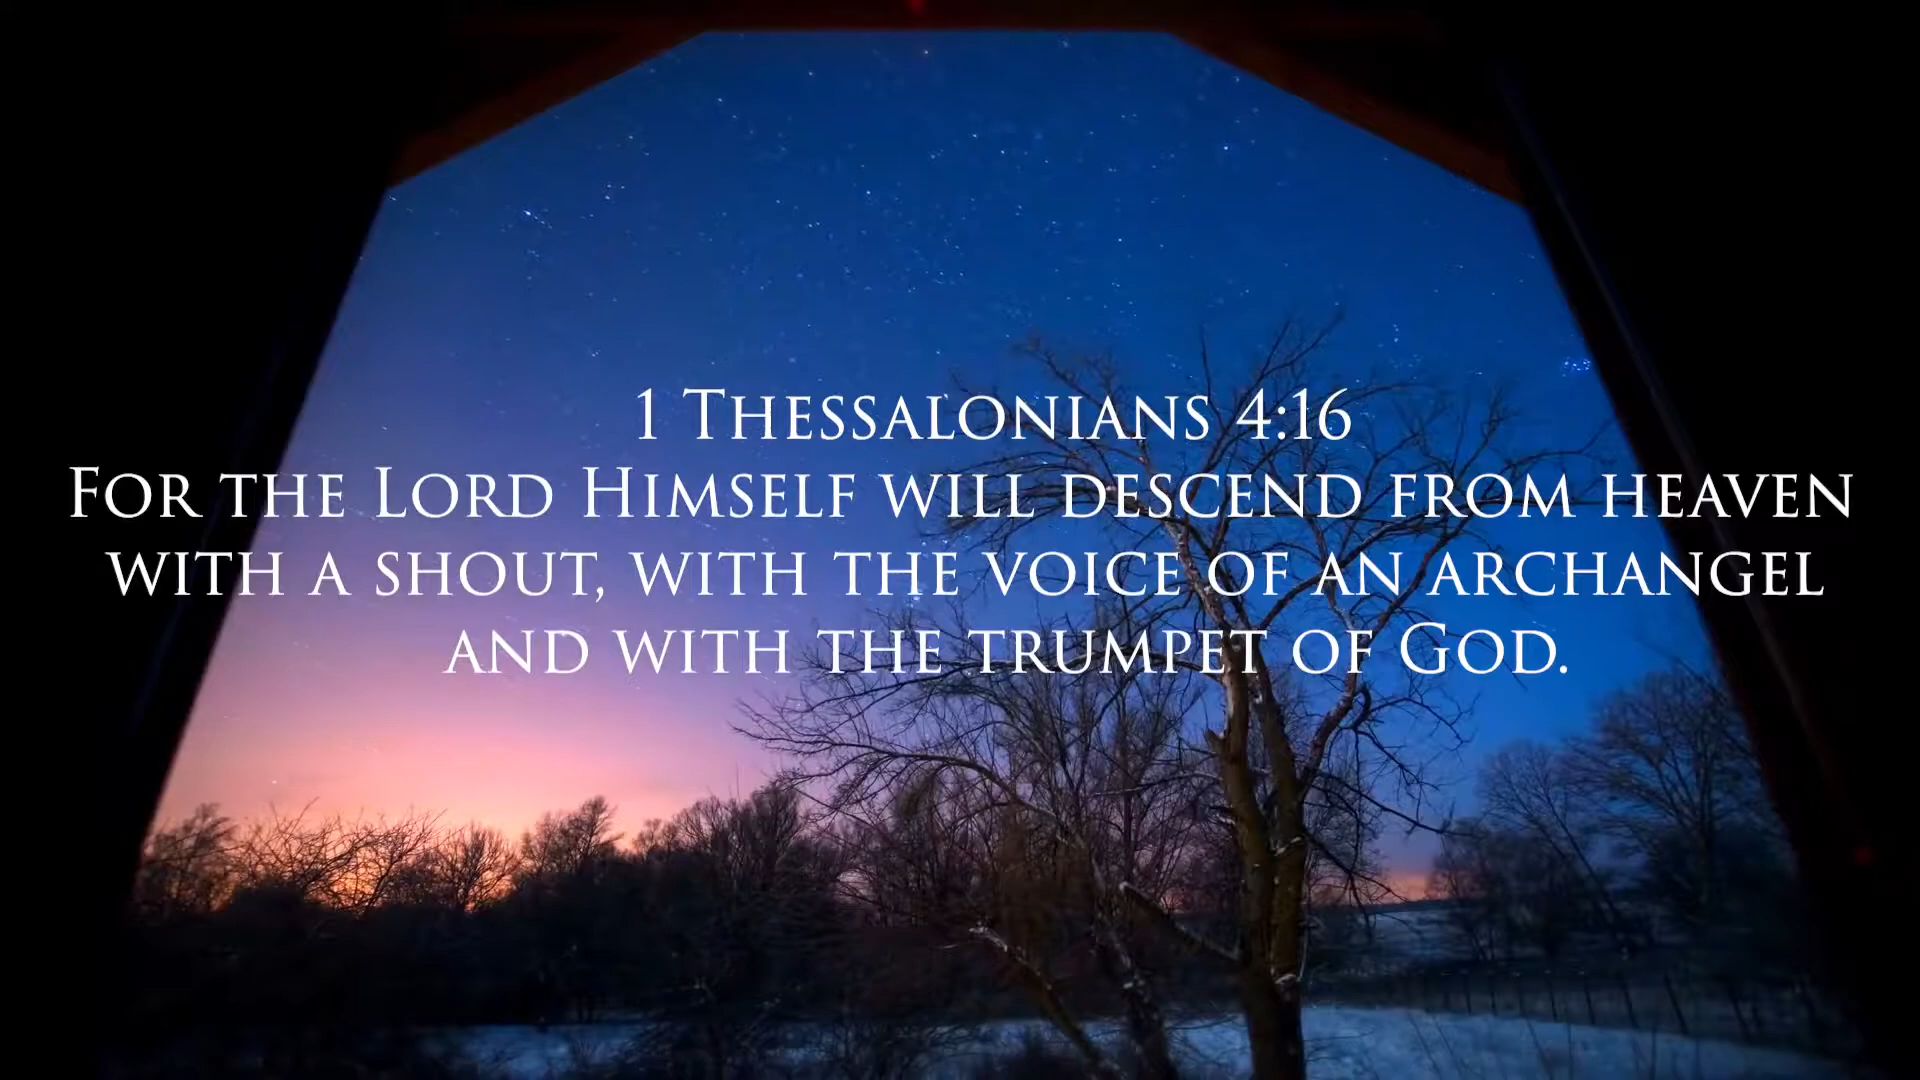 1 Thessalonians 4:16
For the Lord Himself will descend from heaven
with a shout, with the voice of an archangel
and with the trumpet of God.